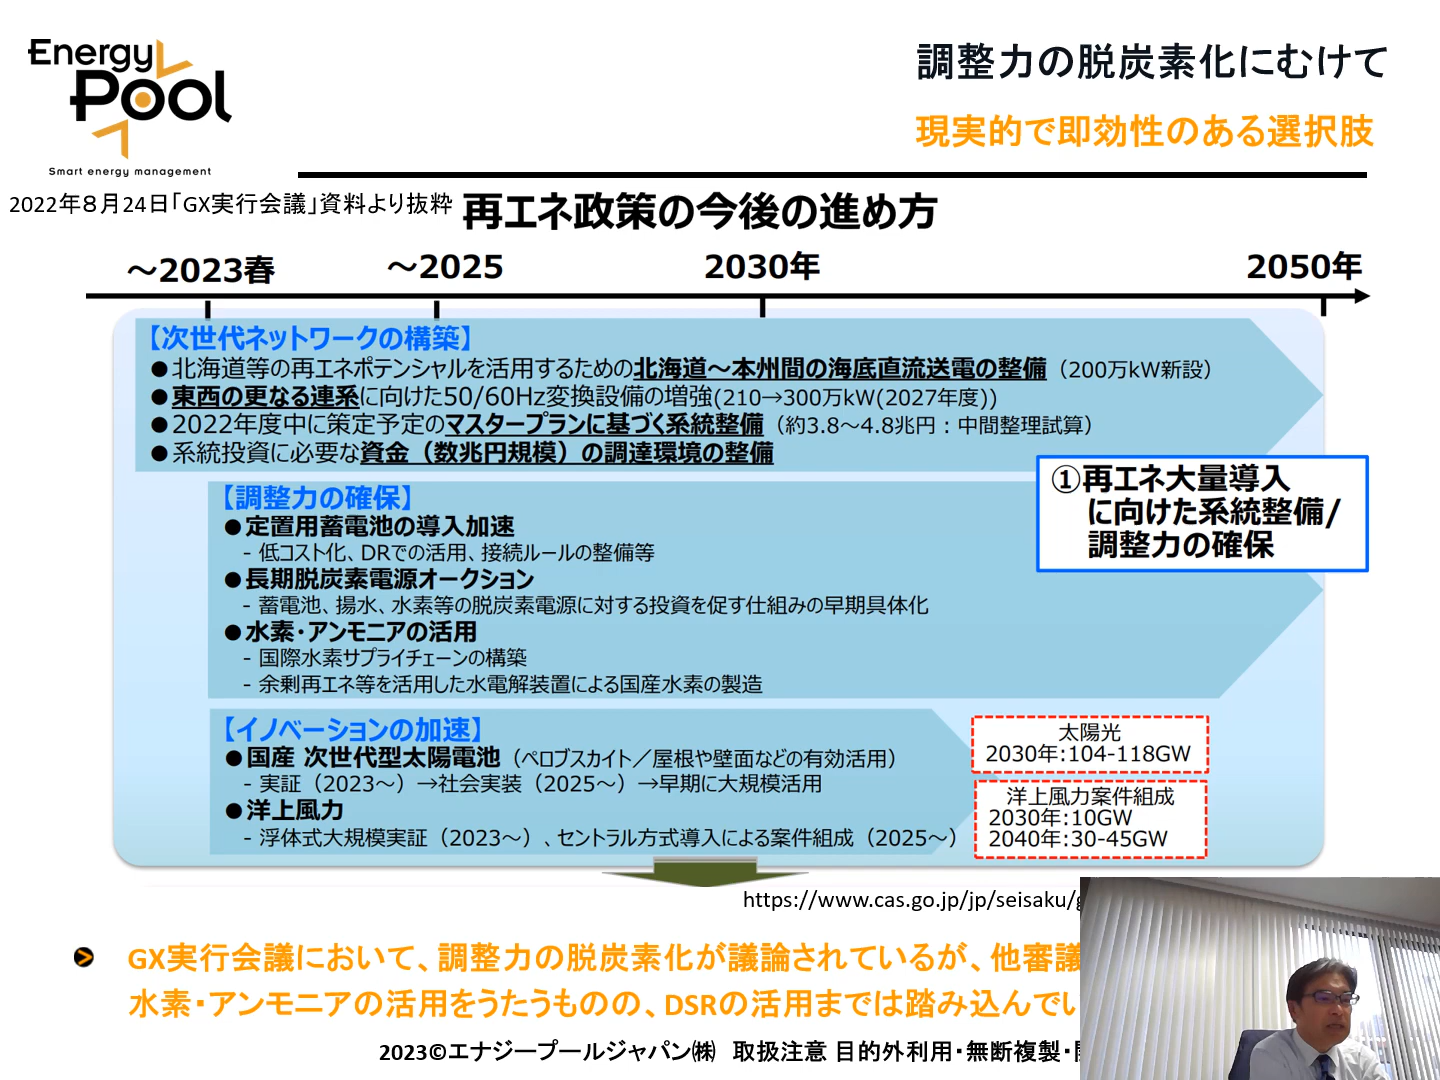 Energy
Pool
Smart energy management
調整力の脱炭素化にむけて
現実的で即効性のある選択肢
2022年8月24日「GX実行会議」資料より抜粋
再エネ政策の今後の進め方
～2023春
～2025
2030年
2050年
【次世代ネットワークの構築】
●北海道等の再エネポテンシャルを活用するための北海道～本州間の海底直流送電の整備（200万kW新設）
●東西の更なる連系に向けた50/60Hz変換設備の増強(210→300万kW(2027年度))
●2022年度中に策定予定のマスタープランに基づく系統整備（約3.8～4.8兆円：中間整理試算）
●系統投資に必要な資金（数兆円規模）の調達環境の整備
①再エネ大量導入
に向けた系統整備/
調整力の確保
【調整力の確保】
●定置用蓄電池の導入加速
- 低コスト化、DRでの活用、接続ルールの整備等
●長期脱炭素電源オークション
- 蓄電池、揚水、水素等の脱炭素電源に対する投資を促す仕組みの早期具体化
●水素・アンモニアの活用
- 国際水素サプライチェーンの構築
- 余剰再エネ等を活用した水電解装置による国産水素の製造
【イノベーションの加速】
●国産 次世代型太陽電池（ペロブスカイト／屋根や壁面などの有効活用）
- 実証（2023～）→社会実装（2025～）→早期に大規模活用
●洋上風力
- 浮体式大規模実証（2023～）、セントラル方式導入による案件組成（2025～）
太陽光
2030年:104-118GW
洋上風力案件組成
2030年:10GW
2040年:30-45GW
https://www.cas.go.jp/jp/seisaku/g
GX実行会議において、調整力の脱炭素化が議論されているが、他審議
水素・アンモニアの活用をうたうものの、DSRの活用までは踏み込んでい
2023©エナジープールジャパン㈱ 取扱注意 目的外利用・無断複製・